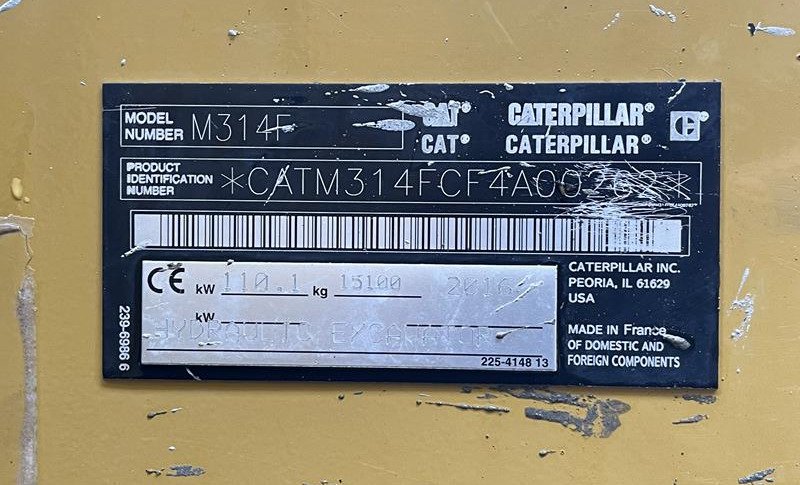 MODEL NUMBER M314F
CAT® CATERPILLAR®
CAT® CATERPILLAR®
C
PRODUCT IDENTIFICATION NUMBER
CE kW 110.1 kg 15100 2016
kW
HYDRAULIC EXCAVATOR
225-4148 13
239-6986 6
CATERPILLAR INC.
PEORIA, IL 61629
USA
MADE IN France
OF DOMESTIC AND
FOREIGN COMPONENTS